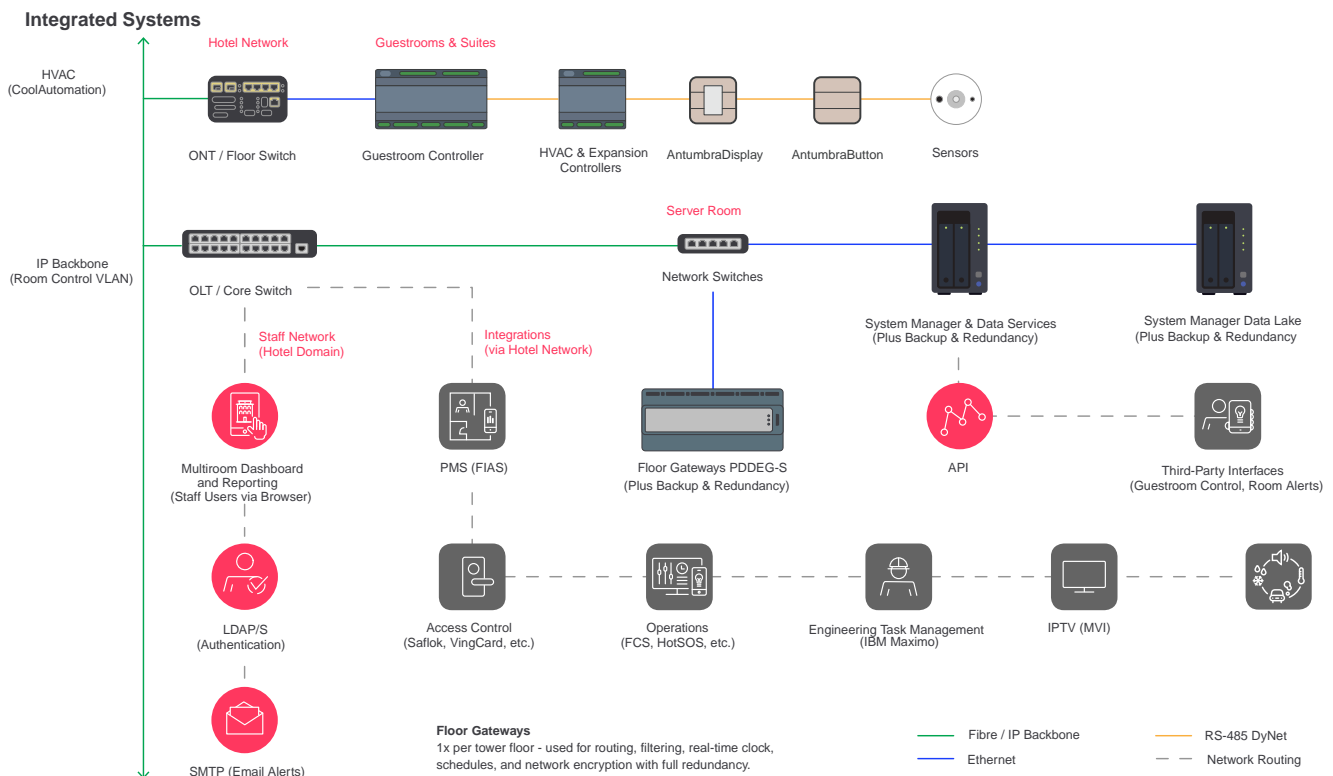 Integrated Systems
Hotel Network
Guestrooms & Suites
HVAC
(CoolAutomation)
ONT / Floor Switch
Guestroom Controller
HVAC & Expansion
Controllers
AntumbraDisplay
AntumbraButton
Sensors
Server Room
IP Backbone
(Room Control VLAN)
OLT / Core Switch
Network Switches
System Manager & Data Services
(Plus Backup & Redundancy)
System Manager Data Lake
(Plus Backup & Redundancy
Staff Network
(Hotel Domain)
Integrations
(via Hotel Network)
Multiroom Dashboard
and Reporting
(Staff Users via Browser)
PMS (FIAS)
Floor Gateways PDDEG-S
(Plus Backup & Redundancy)
API
Third-Party Interfaces
(Guestroom Control, Room Alerts)
LDAP/S
(Authentication)
Access Control
(Saflok, VingCard, etc.)
Operations
(FCS, HotSOS, etc.)
Engineering Task Management
(IBM Maximo)
IPTV (MVI)
SMTP (Email Alerts)
Floor Gateways
1x per tower floor - used for routing, filtering, real-time clock,
schedules, and network encryption with full redundancy.
Fibre / IP Backbone
Ethernet
RS-485 DyNet
Network Routing